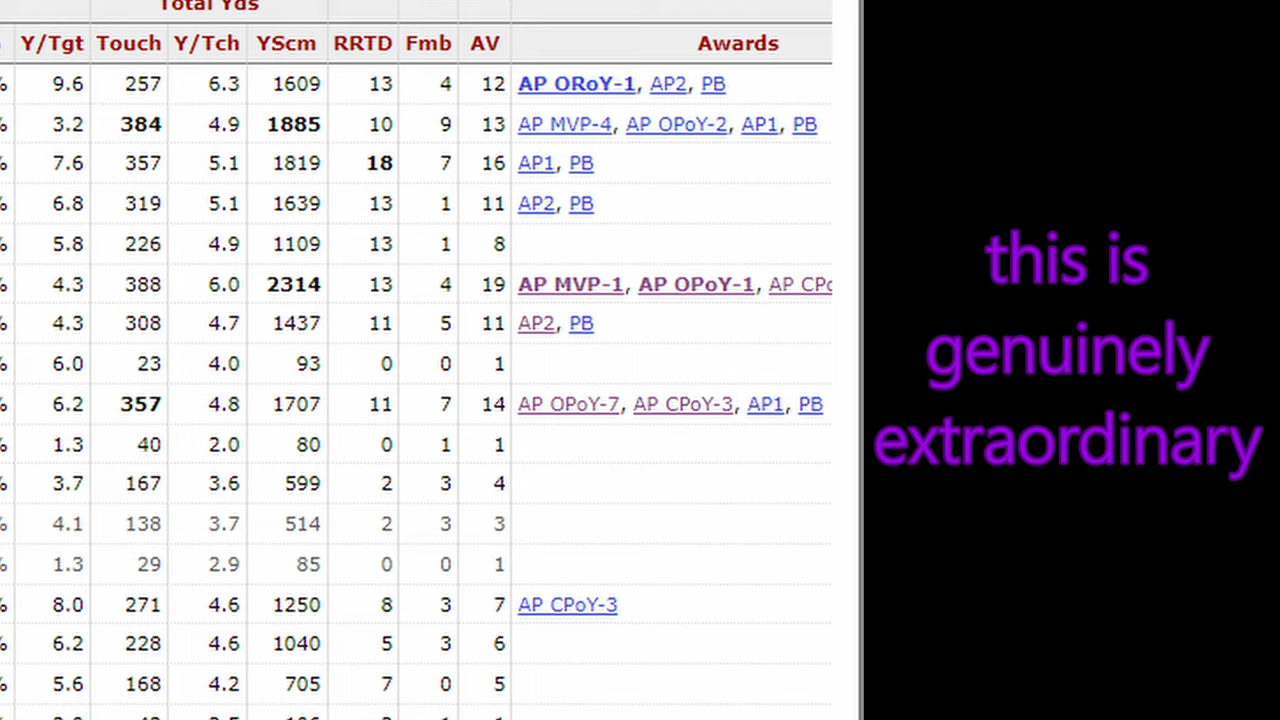 Total Yds
Y/Tgt Touch Y/Tch YScm RRTD Fmb AV Awards
% 9.6 257 6.3 1609 13 4 12 AP ORoY-1, AP2, PB
% 3.2 384 4.9 1885 10 9 13 AP MVP-4, AP OPoY-2, AP1, PB
% 7.6 357 5.1 1819 18 7 16 AP1, PB
% 6.8 319 5.1 1639 13 1 11 AP2, PB
% 5.8 226 4.9 1109 13 1 8
% 4.3 388 6.0 2314 13 4 19 AP MVP-1, AP OPoY-1, AP CPo
% 4.3 308 4.7 1437 11 5 11 AP2, PB
% 6.0 23 4.0 93 0 0 1
% 6.2 357 4.8 1707 11 7 14 AP OPoY-7, AP CPoY-3, AP1, PB
% 1.3 40 2.0 80 0 1 1
% 3.7 167 3.6 599 2 3 4
% 4.1 138 3.7 514 2 3 3
% 1.3 29 2.9 85 0 0 1
% 8.0 271 4.6 1250 8 3 7 AP CPoY-3
% 6.2 228 4.6 1040 5 3 6
% 5.6 168 4.2 705 7 0 5
this is
genuinely
extraordinary